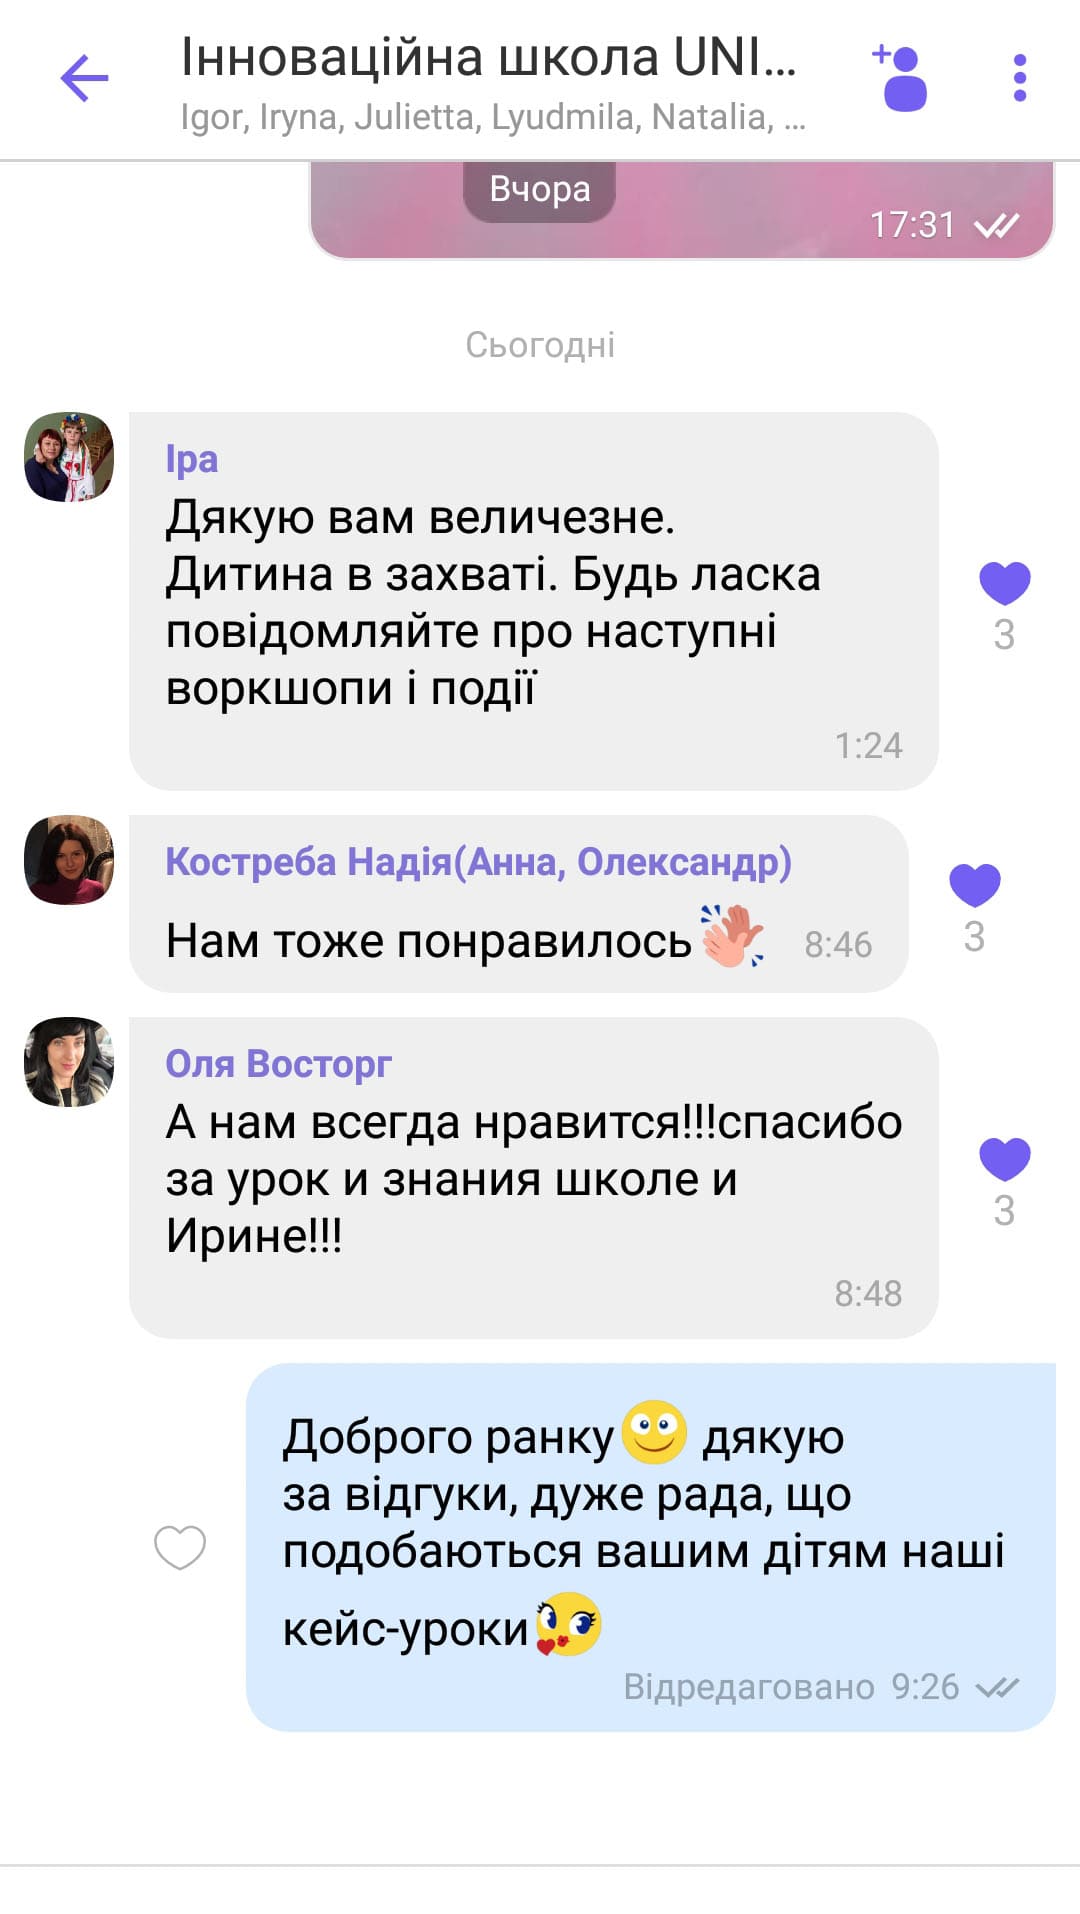 Інноваційна школа UNI...
Igor, Iryna, Julietta, Lyudmila, Natalia, ...
Вчора
17:31
Сьогодні
Іра
Дякую вам величезне.
Дитина в захваті. Будь ласка
повідомляйте про наступні
воркшопи і події
1:24
3
Костреба Надія(Анна, Олександр)
Нам тоже понравилось 8:46
3
Оля Восторг
А нам всегда нравится!!!спасибо
за урок и знания школе и
Ирине!!!
8:48
3
Доброго ранку дякую
за відгуки, дуже рада, що
подобаються вашим дітям наші
кейс-уроки
Відредаговано 9:26